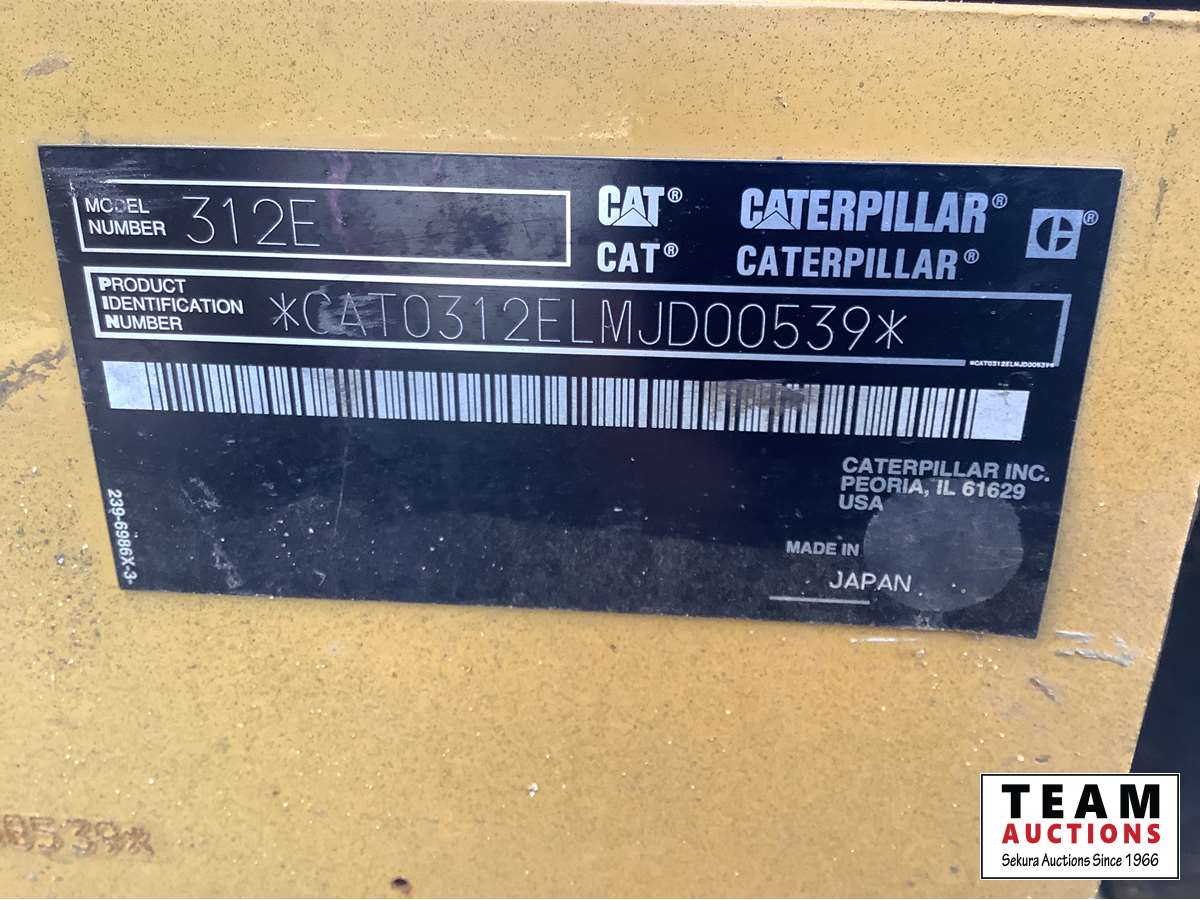 MODEL
NUMBER
312E
CAT® CATERPILLAR® ®
CAT® CATERPILLAR®
PRODUCT
IDENTIFICATION
NUMBER
*CAT0312ELMJD00539*
*CAT0312ELMJD00539*
CATERPILLAR INC.
PEORIA, IL 61629
USA
MADE IN
JAPAN
239-6986X-3
0539*
TEAM
AUCTIONS
Sekura Auctions Since 1966